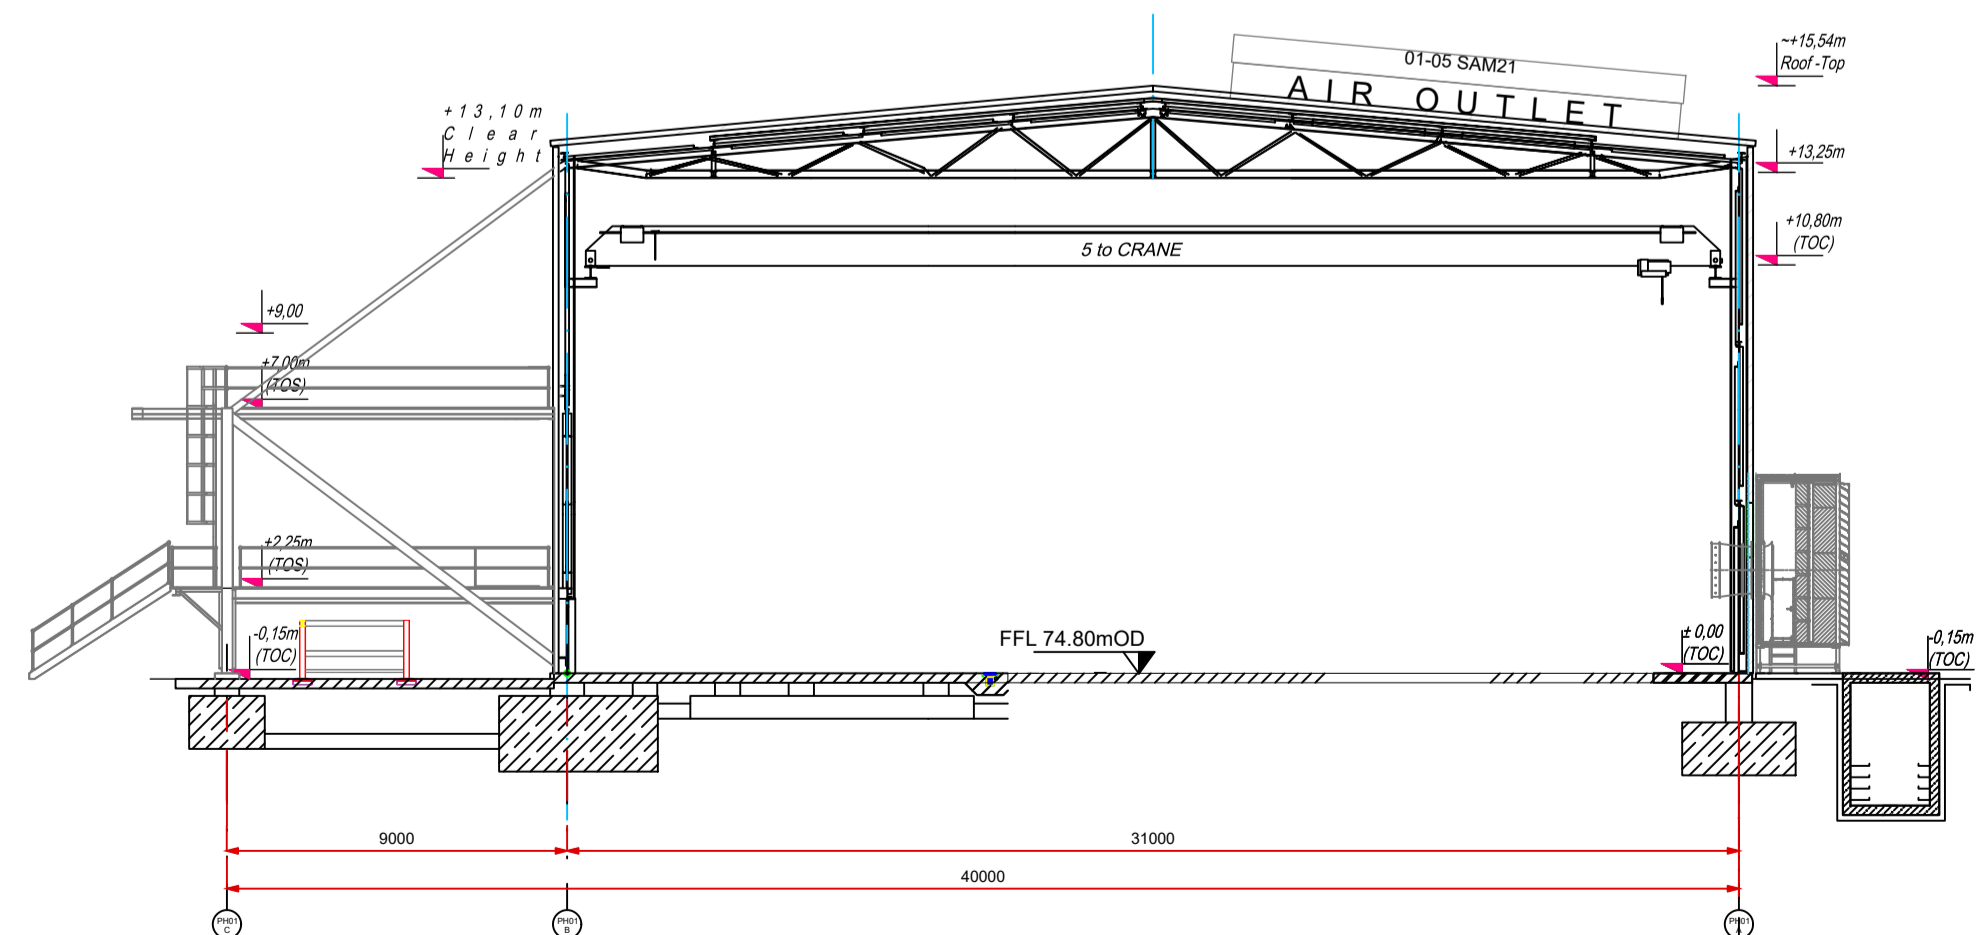 01-05 SAM21
AIR OUTLET
~+15,54m
Roof-Top
+13,10m
Clear
Height
+13,25m
+10,80m
(TOC)
5 to CRANE
+9,00
+7,00m
(TOS)
+2,25m
(TOS)
-0,15m
(TOC)
FFL 74.80mOD
± 0,00
(TOC)
-0,15m
(TOC)
9000
31000
40000
PH01
C
PH01
B
PH01